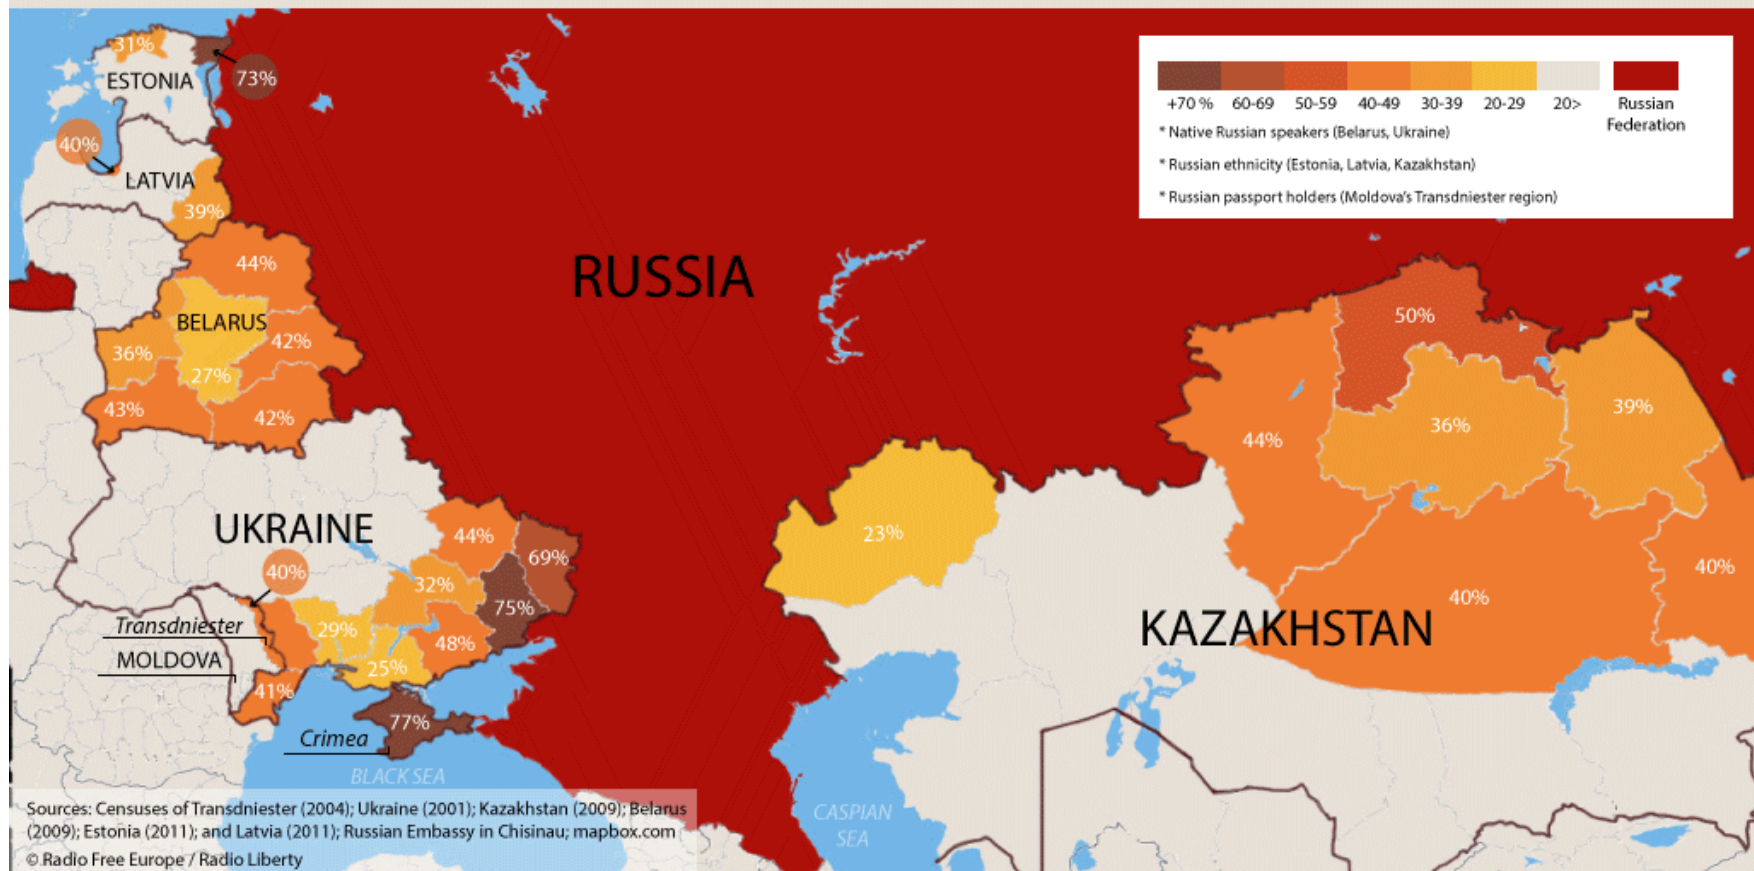 +70 %
60-69
50-59
40-49
30-39
20-29
20>
Russian
Federation
* Native Russian speakers (Belarus, Ukraine)
* Russian ethnicity (Estonia, Latvia, Kazakhstan)
* Russian passport holders (Moldova's Transdniester region)
31%
ESTONIA
73%
40%
LATVIA
39%
44%
BELARUS
42%
36%
27%
43%
42%
RUSSIA
UKRAINE
44%
69%
40%
32%
75%
Transdniester
29%
48%
MOLDOVA
25%
41%
77%
Crimea
BLACK SEA
50%
39%
36%
44%
23%
40%
40%
KAZAKHSTAN
CASPIAN
SEA
Sources: Censuses of Transdniester (2004); Ukraine (2001); Kazakhstan (2009); Belarus
(2009); Estonia (2011); and Latvia (2011); Russian Embassy in Chisinau; mapbox.com
© Radio Free Europe / Radio Liberty